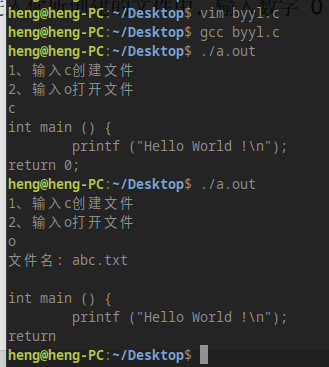 heng@heng-PC:~/Desktop$ vim byyl.c
heng@heng-PC:~/Desktop$ gcc byyl.c
heng@heng-PC:~/Desktop$ ./a.out
1、输入c创建文件
2、输入o打开文件
c
int main () {
        printf ("Hello World !\n");
return 0;
heng@heng-PC:~/Desktop$ ./a.out
1、输入c创建文件
2、输入o打开文件
o
文件名: abc.txt

int main () {
        printf ("Hello World !\n");
return
heng@heng-PC:~/Desktop$